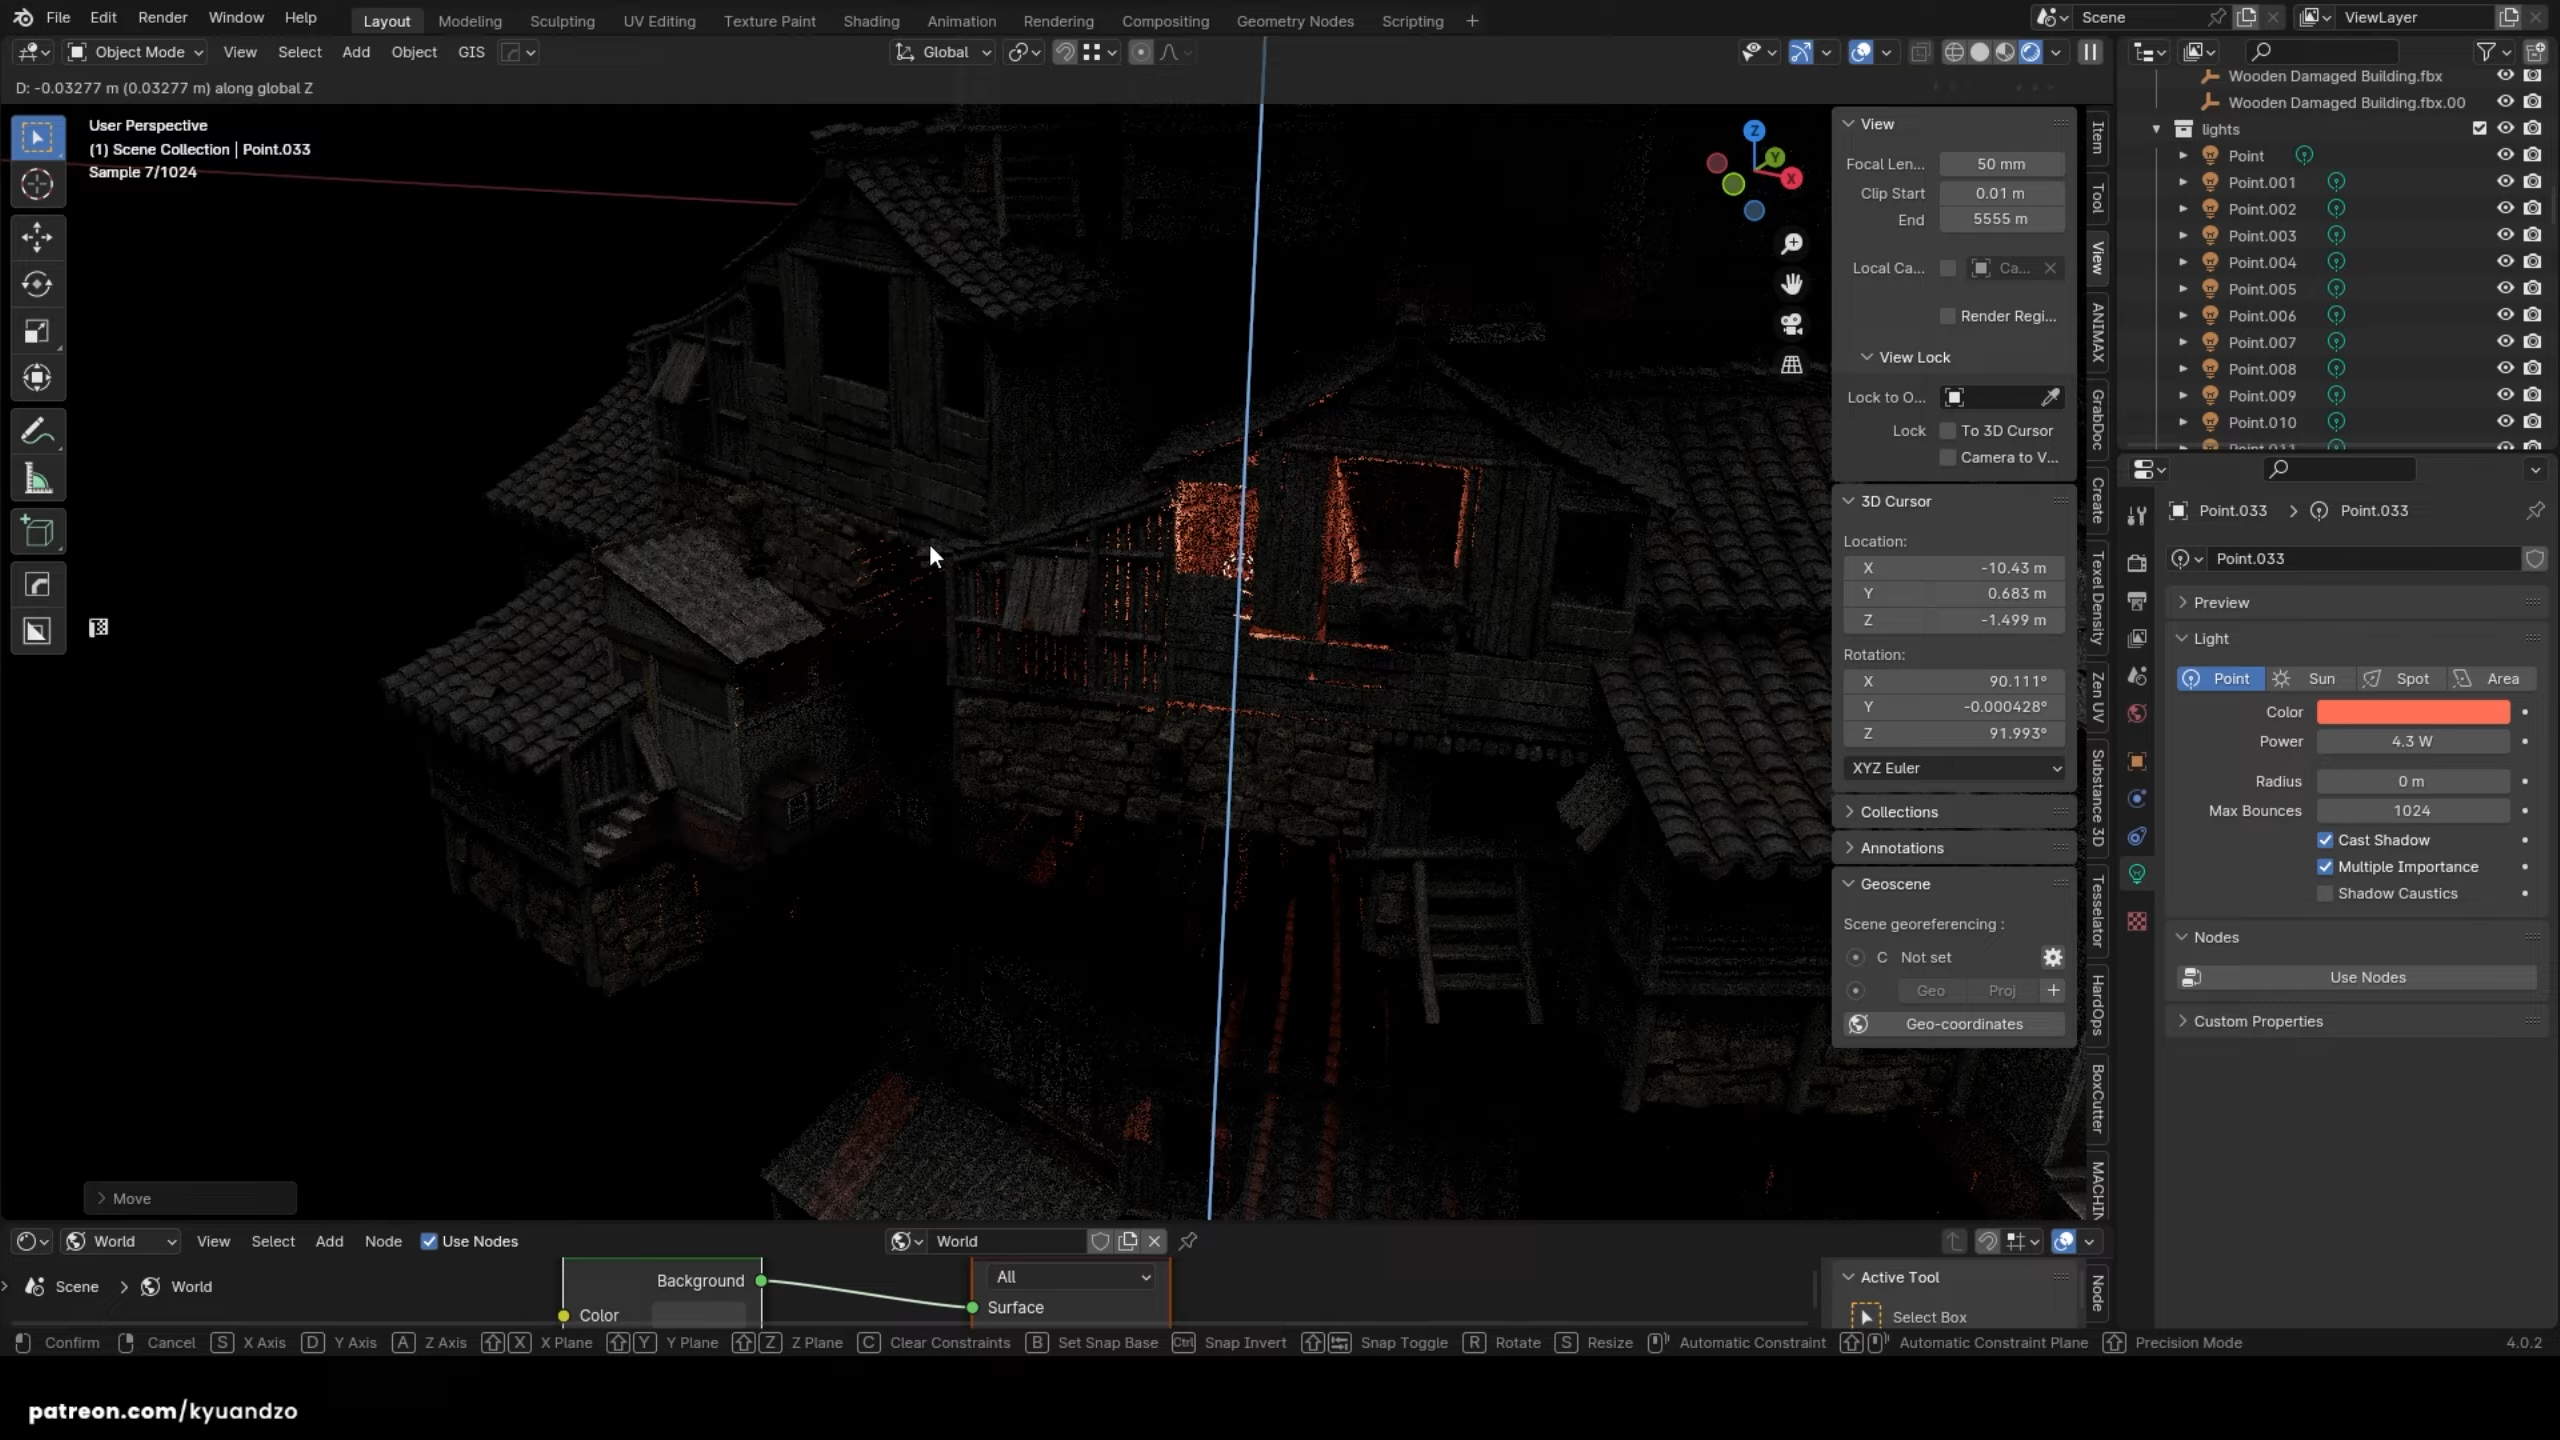 File Edit Render Window Help Layout Modeling Sculpting UV Editing Texture Paint Shading Animation Rendering Compositing Geometry Nodes Scripting + Scene ViewLayer
Object Mode View Select Add Object GIS Global
D: -0.03277 m (0.03277 m) along global Z
User Perspective
(1) Scene Collection | Point.033
Sample 7/1024
Z
Y
X
View
Focal Len... 50 mm
Clip Start 0.01 m
End 5555 m
Local Ca... Ca...
Render Regi...
View Lock
Lock to O...
Lock To 3D Cursor
Camera to V...
3D Cursor
Location:
X -10.43 m
Y 0.683 m
Z -1.499 m
Rotation:
X 90.111°
Y -0.000428°
Z 91.993°
XYZ Euler
Collections
Annotations
Geoscene
Scene georeferencing :
C Not set
Geo Proj +
Geo-coordinates
Item
Tool
View
ANIMAX
GrabDoc
Create
Texel Density
Zen UV
Substance 3D
Tesselator
HardOps
BoxCutter
MACHIN
Wooden Damaged Building.fbx
Wooden Damaged Building.fbx.00
lights
Point
Point.001
Point.002
Point.003
Point.004
Point.005
Point.006
Point.007
Point.008
Point.009
Point.010
Point.011
Point.033 > Point.033
Point.033
Preview
Light
Point Sun Spot Area
Color
Power 4.3 W
Radius 0 m
Max Bounces 1024
Cast Shadow
Multiple Importance
Shadow Caustics
Nodes
Use Nodes
Custom Properties
Move
World View Select Add Node Use Nodes World
Scene > World
Background
Color
All
Surface
Active Tool
Select Box
Node
Confirm Cancel S X Axis D Y Axis A Z Axis X X Plane Y Y Plane Z Z Plane C Clear Constraints B Set Snap Base Ctrl Snap Invert Snap Toggle R Rotate S Resize Automatic Constraint Automatic Constraint Plane Precision Mode 4.0.2
patreon.com/kyuandzo